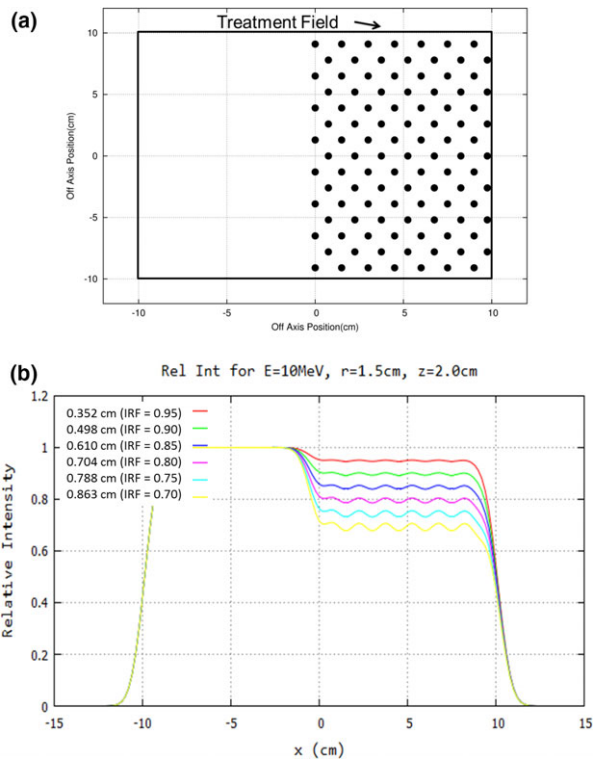 (a)
Treatment Field
10
5
0
-5
-10
Off Axis Position(cm)
-10
-5
0
5
10
Off Axis Position(cm)
(b)
Rel Int for E=10MeV, r=1.5cm, z=2.0cm
1.2
1
0.8
0.6
0.4
0.2
0
Relative Intensity
0.352 cm (IRF = 0.95)
0.498 cm (IRF = 0.90)
0.610 cm (IRF = 0.85)
0.704 cm (IRF = 0.80)
0.788 cm (IRF = 0.75)
0.863 cm (IRF = 0.70)
-15
-10
-5
0
5
10
15
x (cm)